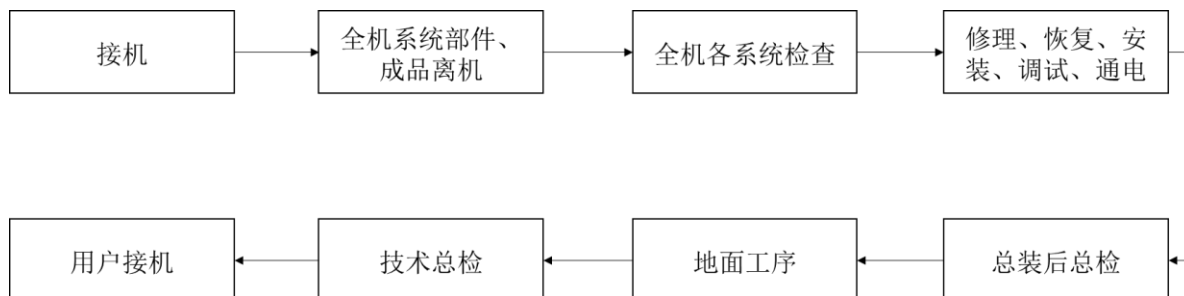 接机
全机系统部件、
成品离机
全机各系统检查
修理、恢复、安
装、调试、通电
总装后总检
地面工序
技术总检
用户接机